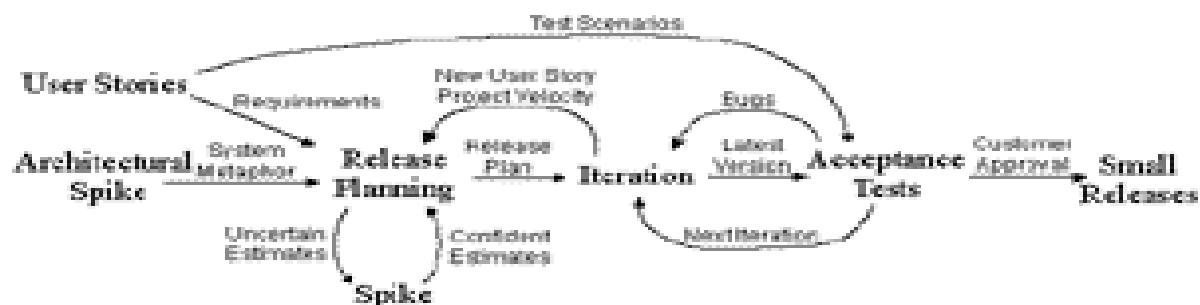 Test Scenarios
User Stories
New User Story
Project Velocity
Requirements
Bugs
Architectural
Spike
System
Metaphor
Release
Planning
Release
Plan
Iteration
Latest
Version
Acceptance
Tests
Customer
Approval
Small
Releases
Uncertain
Estimates
Confident
Estimates
Next Iteration
Spike